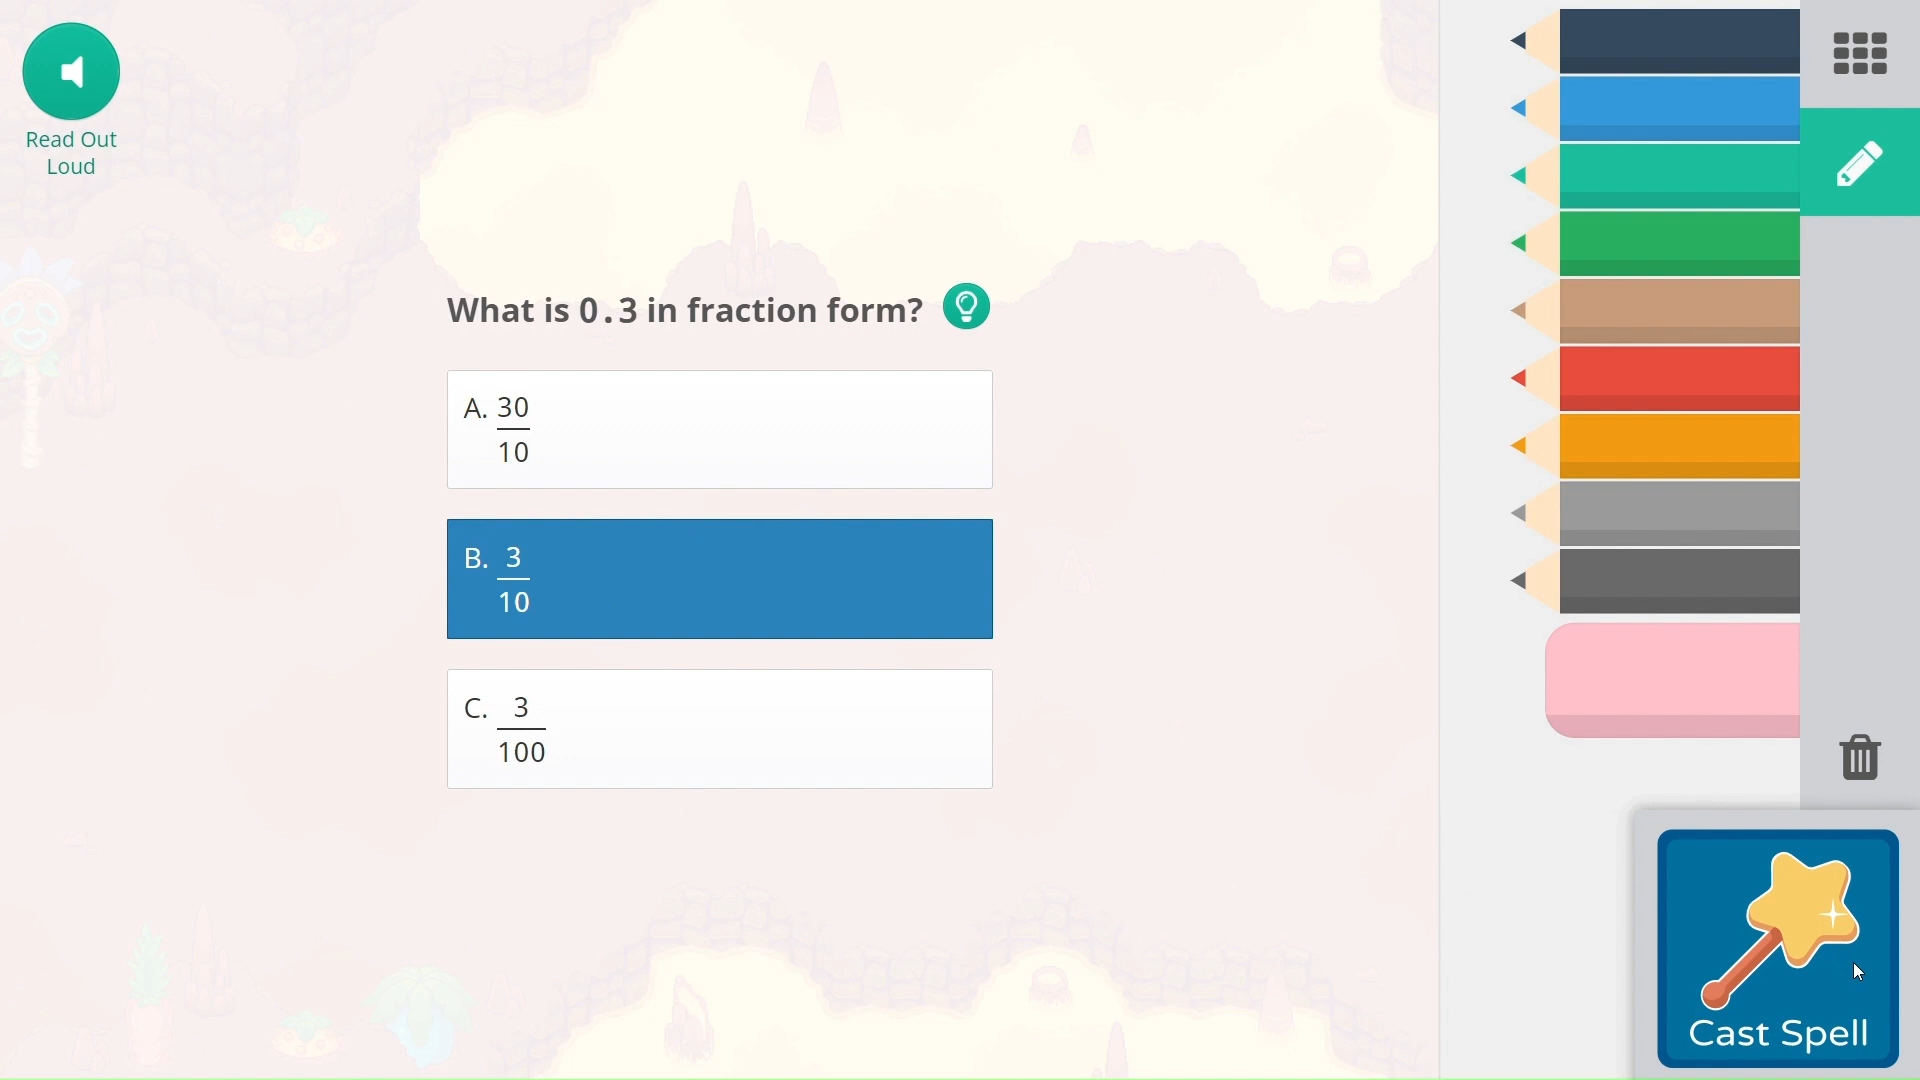 Read Out
Loud
What is 0.3 in fraction form?
A. 30
10
B. 3
10
C. 3
100
Cast Spell